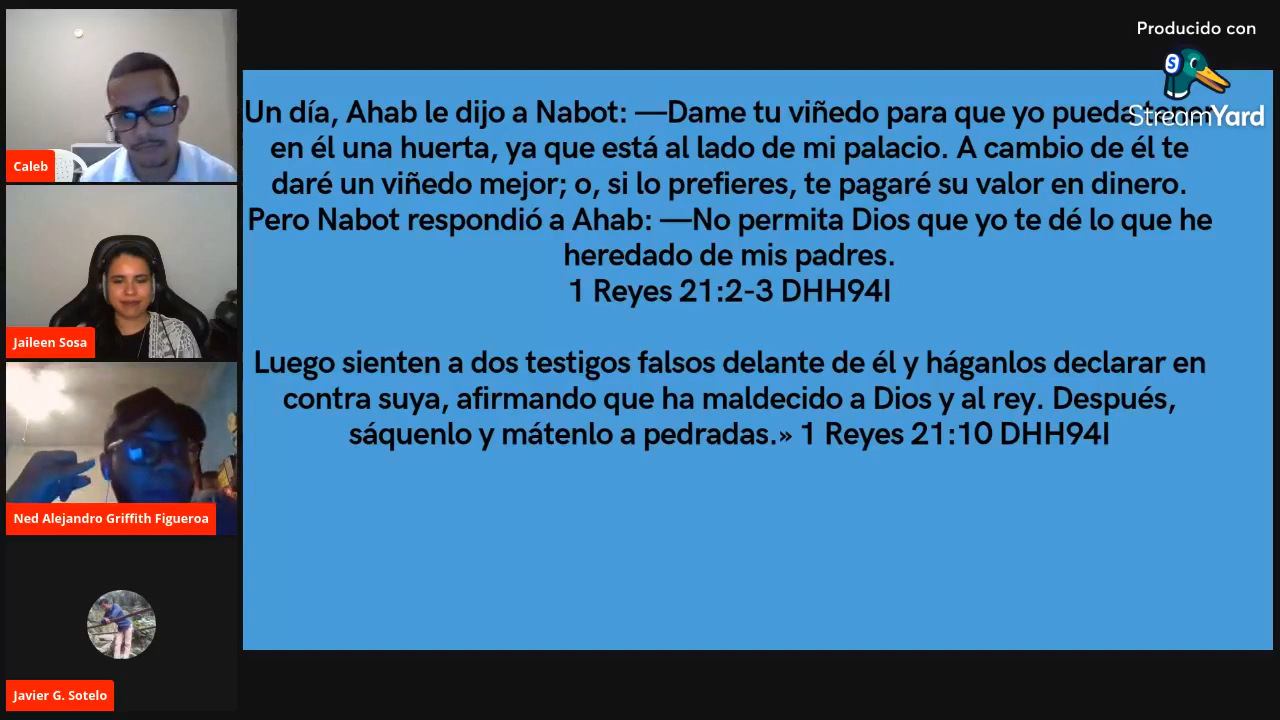 Producido con
StreamYard
Un día, Ahab le dijo a Nabot: —Dame tu viñedo para que yo pueda tener
en él una huerta, ya que está al lado de mi palacio. A cambio de él te
daré un viñedo mejor; o, si lo prefieres, te pagaré su valor en dinero.
Pero Nabot respondió a Ahab: —No permita Dios que yo te dé lo que he
heredado de mis padres.
1 Reyes 21:2-3 DHH94I
Luego sienten a dos testigos falsos delante de él y háganlos declarar en
contra suya, afirmando que ha maldecido a Dios y al rey. Después,
sáquenlo y mátenlo a pedradas.» 1 Reyes 21:10 DHH94I
Caleb
Jaileen Sosa
Ned Alejandro Griffith Figueroa
Javier G. Sotelo